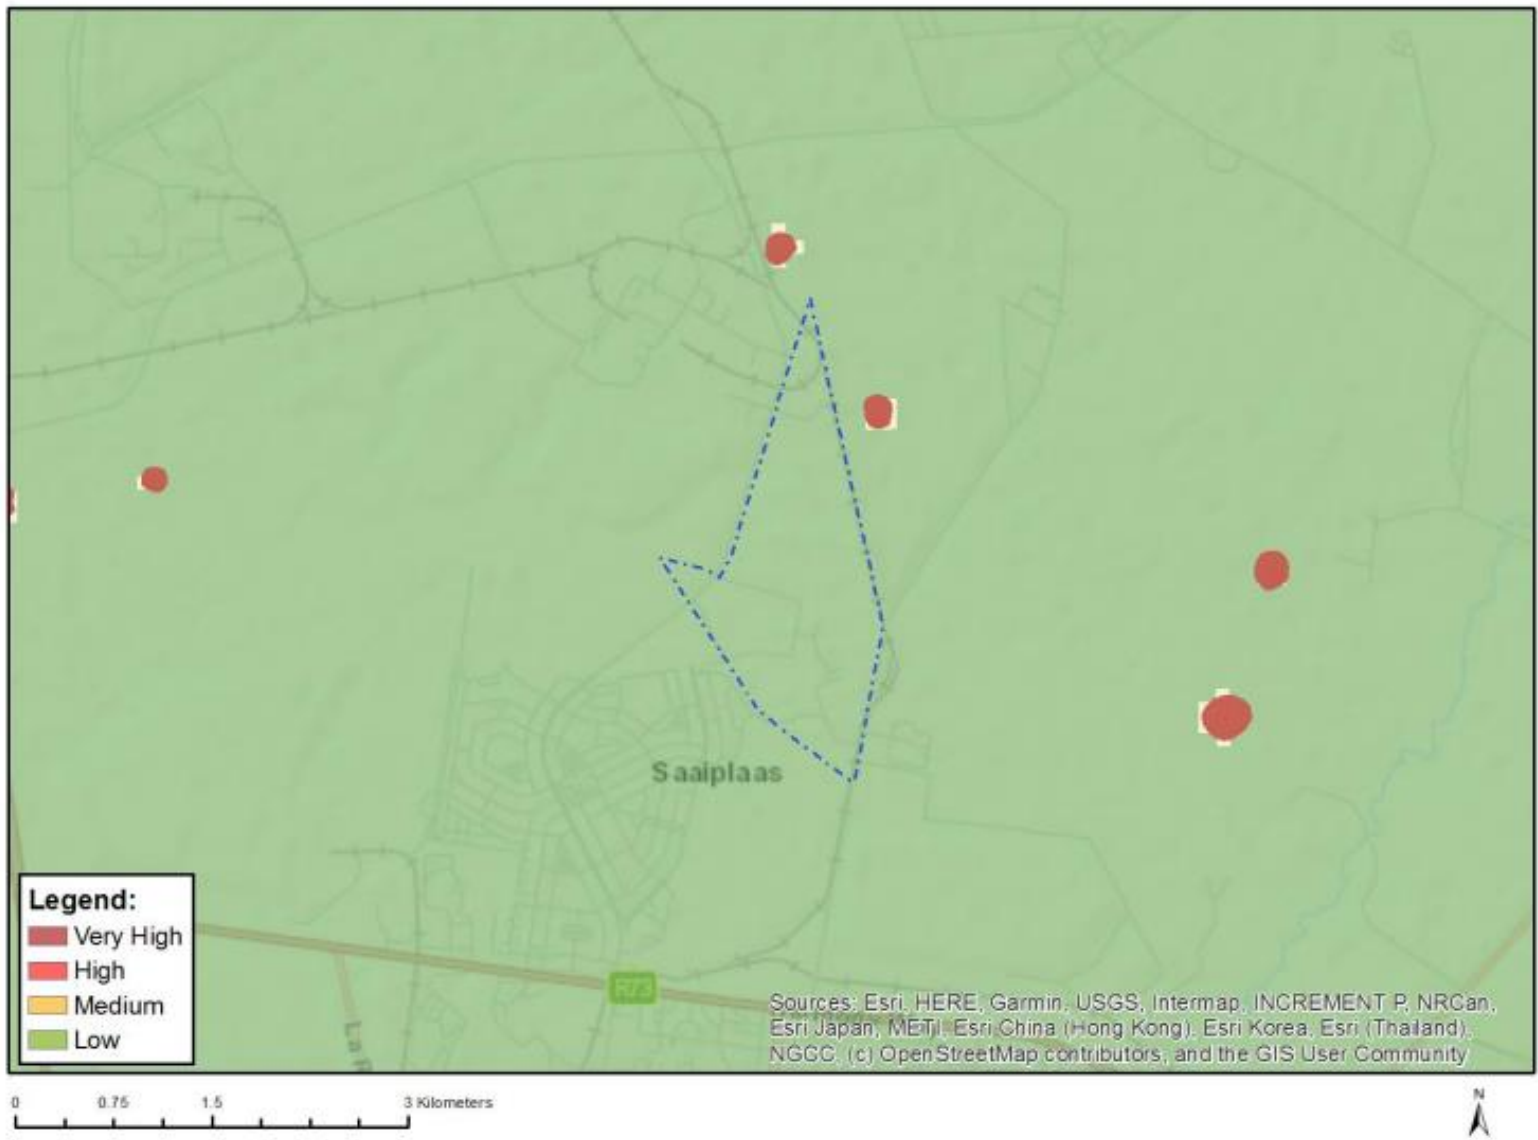 Saaiplaas
Legend:
Very High
High
Medium
Low
R73
Sources: Esri, HERE, Garmin, USGS, Intermap, INCREMENT P, NRCan,
Esri Japan, METI, Esri China (Hong Kong), Esri Korea, Esri (Thailand),
NGCC, (c) OpenStreetMap contributors, and the GIS User Community
0 0.75 1.5 3 Kilometers
N